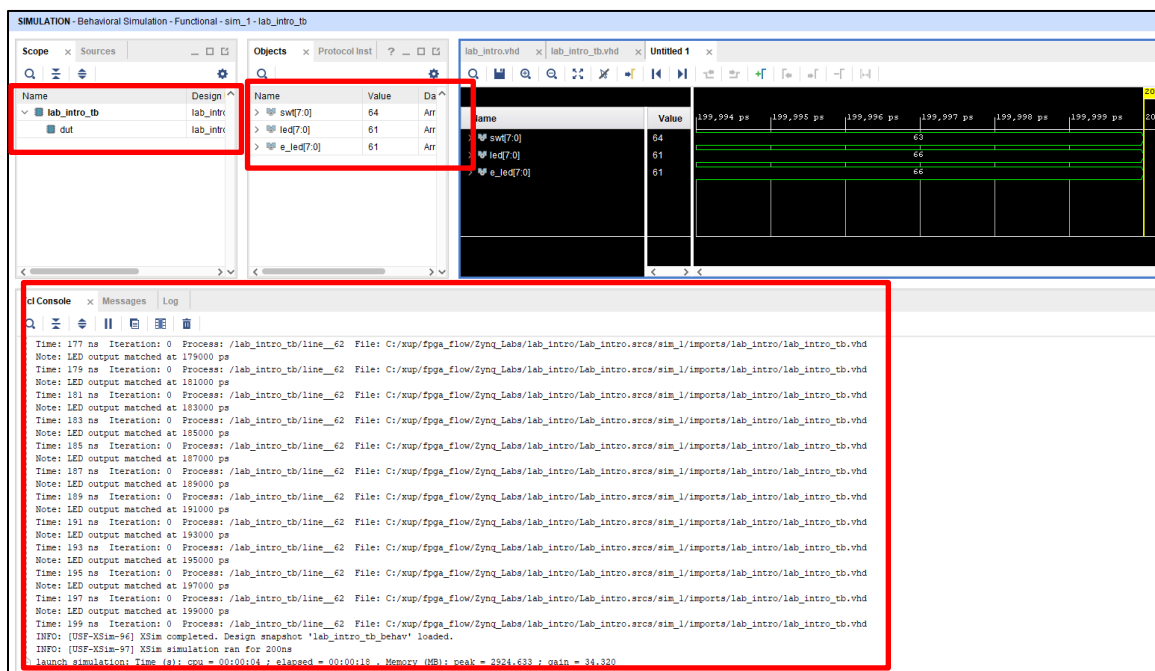 SIMULATION - Behavioral Simulation - Functional - sim_1 - lab_intro_tb
Scope Sources
Name Design
lab_intro_tb lab_intro
dut lab_intro
Objects Protocol Inst
Name Value Da
swt[7:0] 64 Arr
led[7:0] 61 Arr
e_led[7:0] 61 Arr
lab_intro.vhd lab_intro_tb.vhd Untitled 1
Name Value
swt[7:0] 64
led[7:0] 61
e_led[7:0] 61
20
199,994 ps 199,995 ps 199,996 ps 199,997 ps 199,998 ps 199,999 ps 20
63
66
66
cl Console Messages Log
Time: 177 ns Iteration: 0 Process: /lab_intro_tb/line__62 File: C:/xup/fpga_flow/Zynq_Labs/lab_intro/Lab_intro.srcs/sim_1/imports/lab_intro/lab_intro_tb.vhd
Note: LED output matched at 179000 ps
Time: 179 ns Iteration: 0 Process: /lab_intro_tb/line__62 File: C:/xup/fpga_flow/Zynq_Labs/lab_intro/Lab_intro.srcs/sim_1/imports/lab_intro/lab_intro_tb.vhd
Note: LED output matched at 181000 ps
Time: 181 ns Iteration: 0 Process: /lab_intro_tb/line__62 File: C:/xup/fpga_flow/Zynq_Labs/lab_intro/Lab_intro.srcs/sim_1/imports/lab_intro/lab_intro_tb.vhd
Note: LED output matched at 183000 ps
Time: 183 ns Iteration: 0 Process: /lab_intro_tb/line__62 File: C:/xup/fpga_flow/Zynq_Labs/lab_intro/Lab_intro.srcs/sim_1/imports/lab_intro/lab_intro_tb.vhd
Note: LED output matched at 185000 ps
Time: 185 ns Iteration: 0 Process: /lab_intro_tb/line__62 File: C:/xup/fpga_flow/Zynq_Labs/lab_intro/Lab_intro.srcs/sim_1/imports/lab_intro/lab_intro_tb.vhd
Note: LED output matched at 187000 ps
Time: 187 ns Iteration: 0 Process: /lab_intro_tb/line__62 File: C:/xup/fpga_flow/Zynq_Labs/lab_intro/Lab_intro.srcs/sim_1/imports/lab_intro/lab_intro_tb.vhd
Note: LED output matched at 189000 ps
Time: 189 ns Iteration: 0 Process: /lab_intro_tb/line__62 File: C:/xup/fpga_flow/Zynq_Labs/lab_intro/Lab_intro.srcs/sim_1/imports/lab_intro/lab_intro_tb.vhd
Note: LED output matched at 191000 ps
Time: 191 ns Iteration: 0 Process: /lab_intro_tb/line__62 File: C:/xup/fpga_flow/Zynq_Labs/lab_intro/Lab_intro.srcs/sim_1/imports/lab_intro/lab_intro_tb.vhd
Note: LED output matched at 193000 ps
Time: 193 ns Iteration: 0 Process: /lab_intro_tb/line__62 File: C:/xup/fpga_flow/Zynq_Labs/lab_intro/Lab_intro.srcs/sim_1/imports/lab_intro/lab_intro_tb.vhd
Note: LED output matched at 195000 ps
Time: 195 ns Iteration: 0 Process: /lab_intro_tb/line__62 File: C:/xup/fpga_flow/Zynq_Labs/lab_intro/Lab_intro.srcs/sim_1/imports/lab_intro/lab_intro_tb.vhd
Note: LED output matched at 197000 ps
Time: 197 ns Iteration: 0 Process: /lab_intro_tb/line__62 File: C:/xup/fpga_flow/Zynq_Labs/lab_intro/Lab_intro.srcs/sim_1/imports/lab_intro/lab_intro_tb.vhd
Note: LED output matched at 199000 ps
Time: 199 ns Iteration: 0 Process: /lab_intro_tb/line__62 File: C:/xup/fpga_flow/Zynq_Labs/lab_intro/Lab_intro.srcs/sim_1/imports/lab_intro/lab_intro_tb.vhd
INFO: [USF-XSim-96] XSim completed. Design snapshot 'lab_intro_tb_behav' loaded.
INFO: [USF-XSim-97] XSim simulation ran for 200ns
launch_simulation: Time (s): cpu = 00:00:04 ; elapsed = 00:00:18 . Memory (MB): peak = 2924.633 ; gain = 34.320